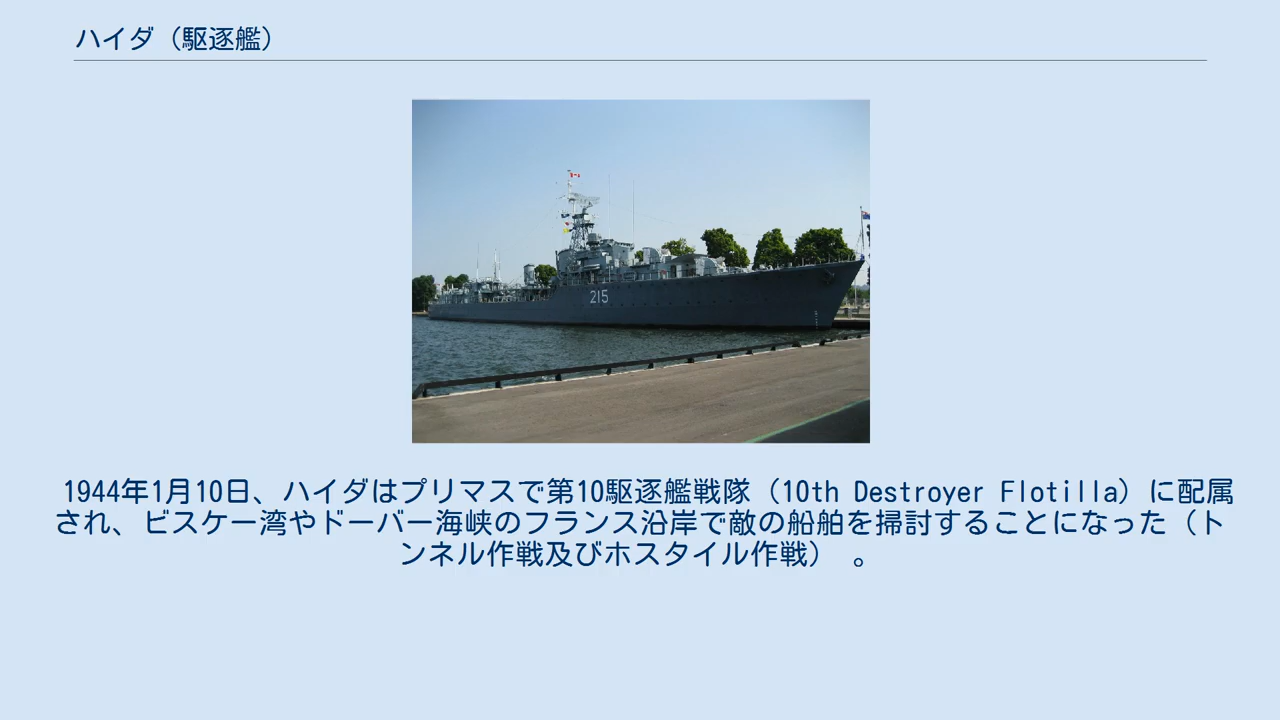 ハイダ（駆逐艦）
215
1944年1月10日、ハイダはプリマスで第10駆逐艦戦隊（10th Destroyer Flotilla）に配属
され、ビスケー湾やドーバー海峡のフランス沿岸で敵の船舶を掃討することになった（ト
ンネル作戦及びホスタイル作戦） 。